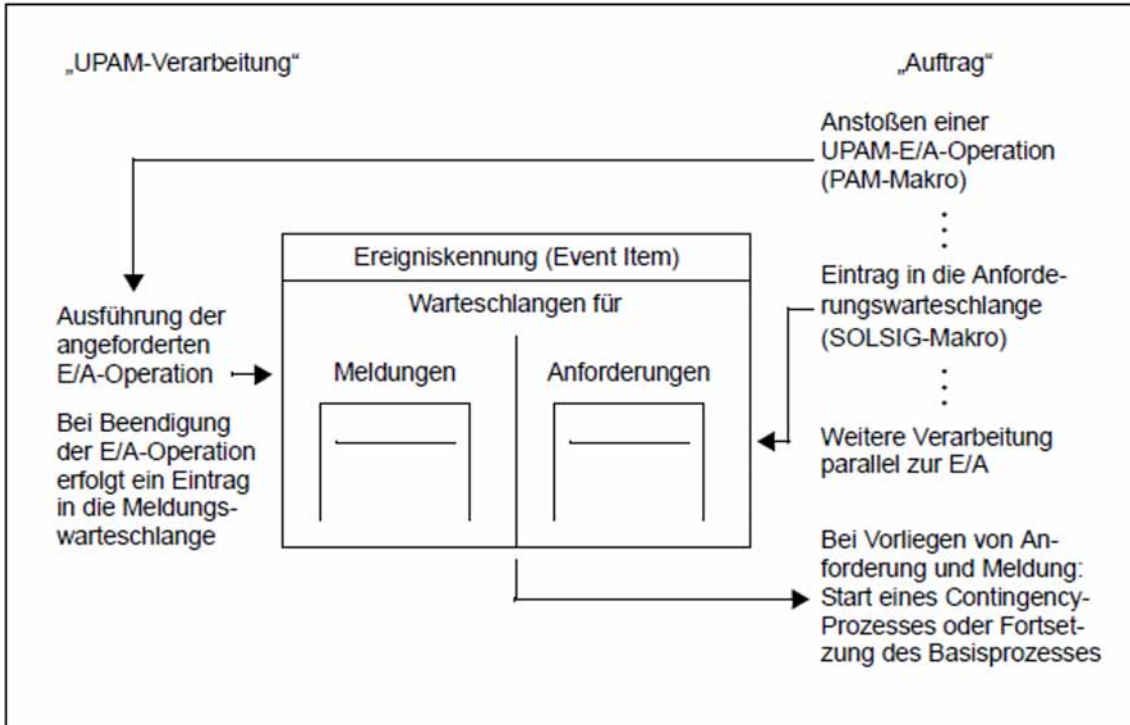 „UPAM-Verarbeitung“
„Auftrag“
Anstoßen einer
UPAM-E/A-Operation
(PAM-Makro)
Ereigniskennung (Event Item)
Warteschlangen für
Meldungen
Anforderungen
Eintrag in die Anforde-
rungswarteschlange
(SOLSIG-Makro)
Ausführung der
angeforderten
E/A-Operation
Bei Beendigung
der E/A-Operation
erfolgt ein Eintrag
in die Meldungs-
warteschlange
Weitere Verarbeitung
parallel zur E/A
Bei Vorliegen von An-
forderung und Meldung:
Start eines Contingency-
Prozesses oder Fortset-
zung des Basisprozesses